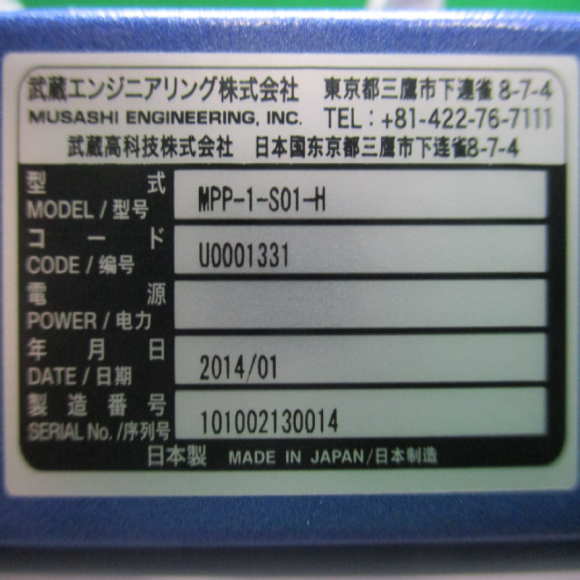 武蔵エンジニアリング株式会社 東京都三鷹市下連雀 8-7-4
MUSASHI ENGINEERING, INC. TEL : +81-422-76-7111
武蔵高科技株式会社 日本国东京都三鹰市下连雀8-7-4
型式
MODEL / 型号 MPP-1-S01-H
コード
CODE / 编号 U0001331
電源
POWER / 电力
年月日
DATE / 日期 2014/01
製造番号
SERIAL No. /序列号 101002130014
日本製 MADE IN JAPAN/日本制造